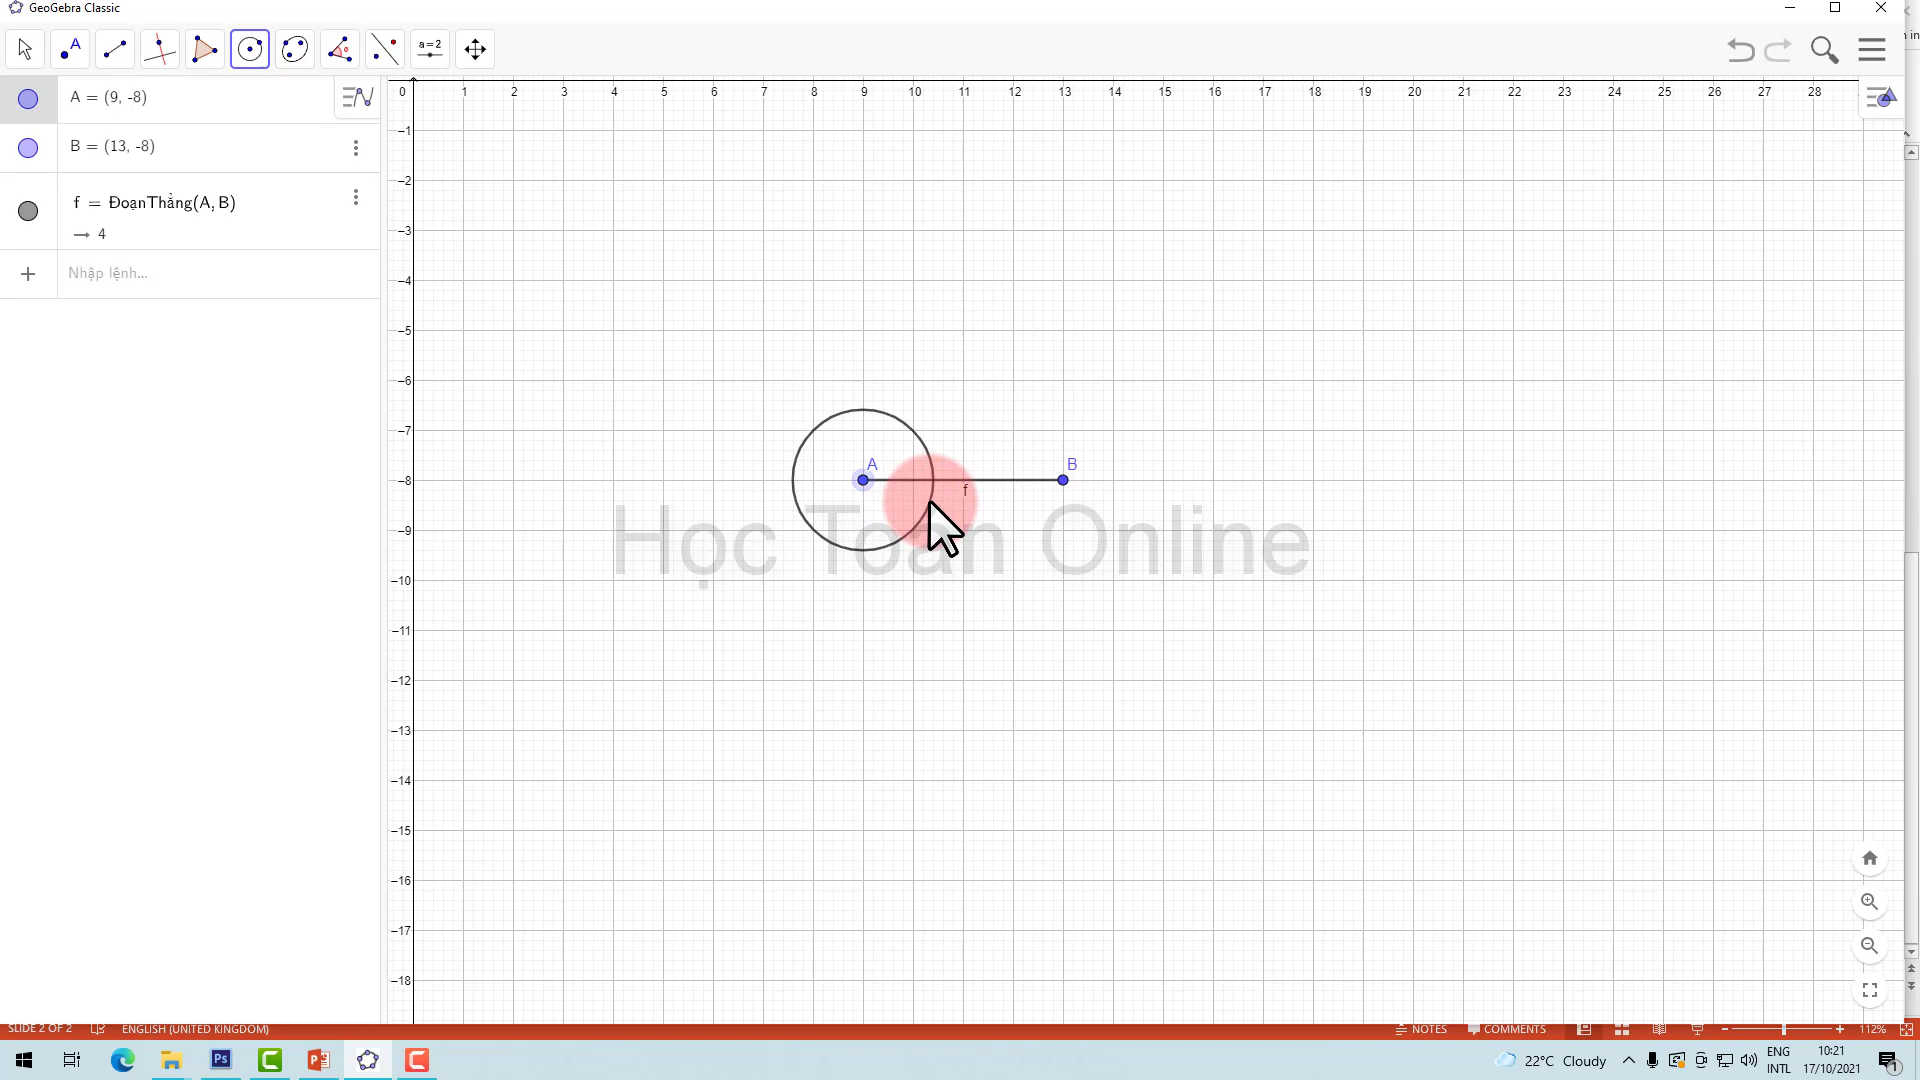 GeoGebra Classic
A
a=2
A = (9, -8)
B = (13, -8)
f = ĐoạnThẳng(A, B)
→ 4
+ Nhập lệnh...
0 1 2 3 4 5 6 7 8 9 10 11 12 13 14 15 16 17 18 19 20 21 22 23 24 25 26 27 28
−1
−2
−3
−4
−5
−6
−7
A B
−8
f
−9
Học Toán Online
−10
−11
−12
−13
−14
−15
−16
−17
−18
SLIDE 2 OF 2 ENGLISH (UNITED KINGDOM) NOTES COMMENTS 112%
Ps 22°C Cloudy ENG 10:21
INTL 17/10/2021 1